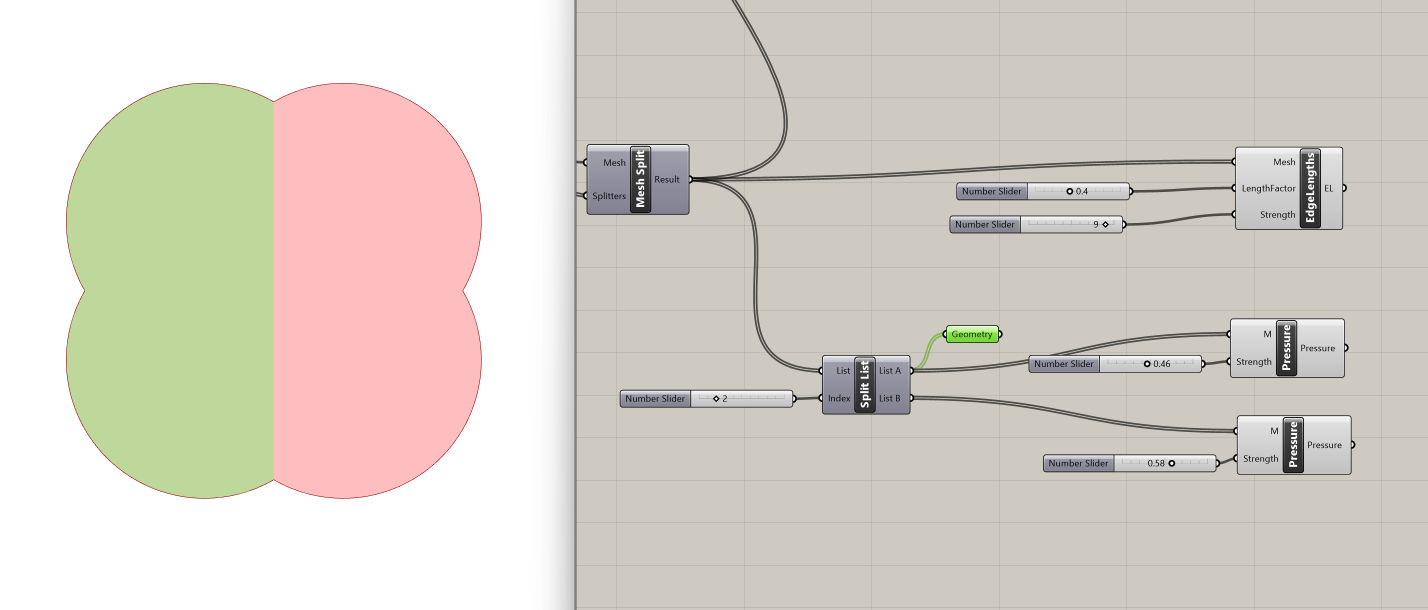 Mesh
Splitters
Mesh Split
Result
Mesh
LengthFactor
Strength
EdgeLengths
EL
Number Slider
0.4
Number Slider
9
Geometry
List
Index
Split List
List A
List B
Number Slider
2
M
Strength
Pressure
Pressure
Number Slider
0.46
M
Strength
Pressure
Pressure
Number Slider
0.58